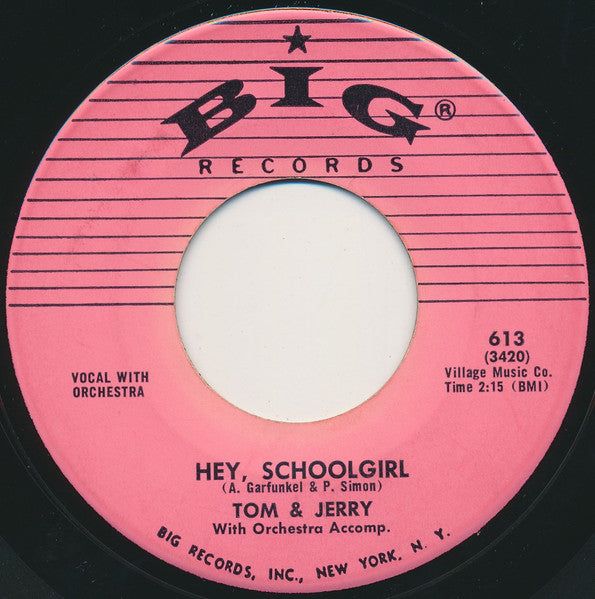 BIG®
RECORDS
613
(3420)
Village Music Co.
Time 2:15 (BMI)
VOCAL WITH
ORCHESTRA
HEY, SCHOOLGIRL
(A. Garfunkel & P. Simon)
TOM & JERRY
With Orchestra Accomp.
BIG RECORDS, INC., NEW YORK, N. Y.